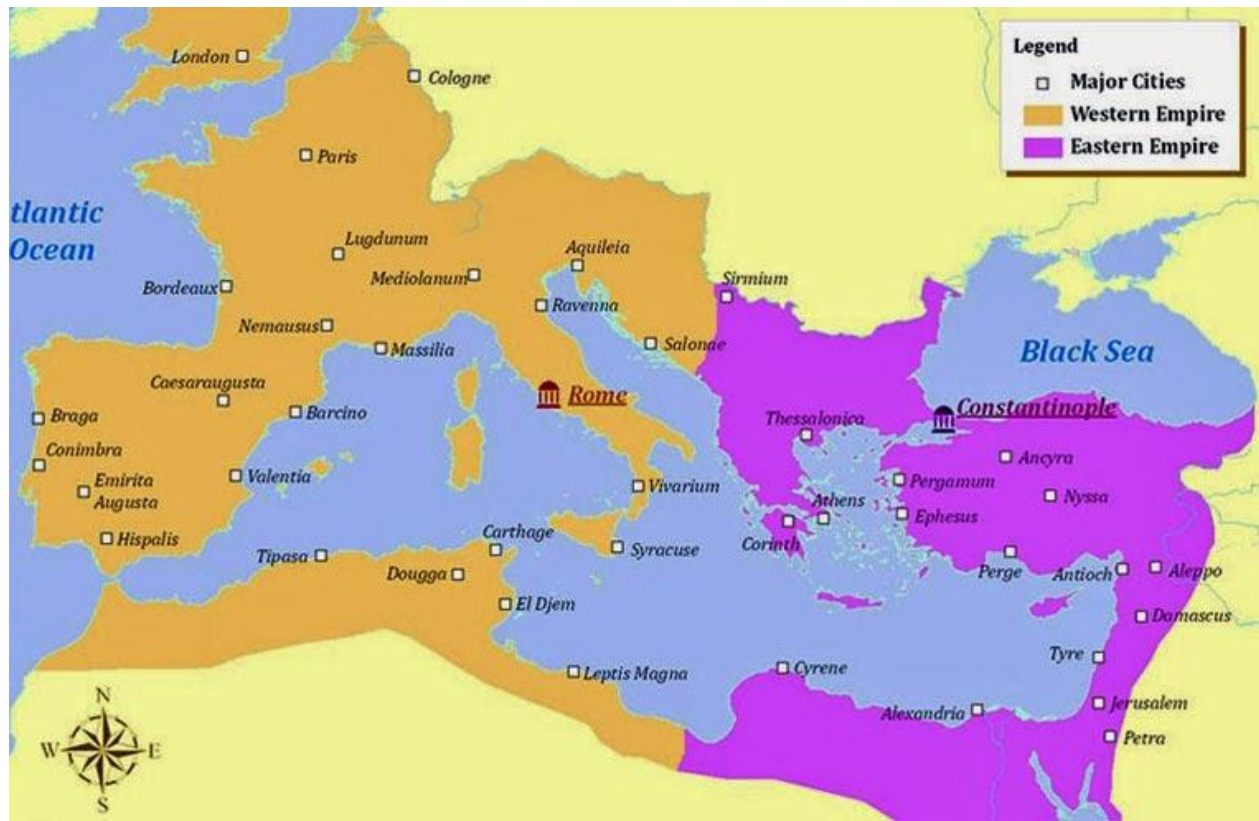 Legend
Major Cities
Western Empire
Eastern Empire
London
Cologne
Paris
tlantic
Ocean
Lugdunum
Aquileia
Mediolanum
Sirmium
Bordeaux
Ravenna
Nemausus
Salonae
Massilia
Black Sea
Caesaraugusta
Rome
Barcino
Constantinople
Braga
Thessalonica
Conimbra
Ancyra
Valentia
Emirita
Augusta
Vivarium
Pergamum
Nyssa
Athens
Ephesus
Hispalis
Carthage
Corinth
Tipasa
Syracuse
Perge
Antioch
Aleppo
Dougga
El Djem
Damascus
Tyre
Leptis Magna
Cyrene
Jerusalem
Alexandria
Petra
N
W
E
S